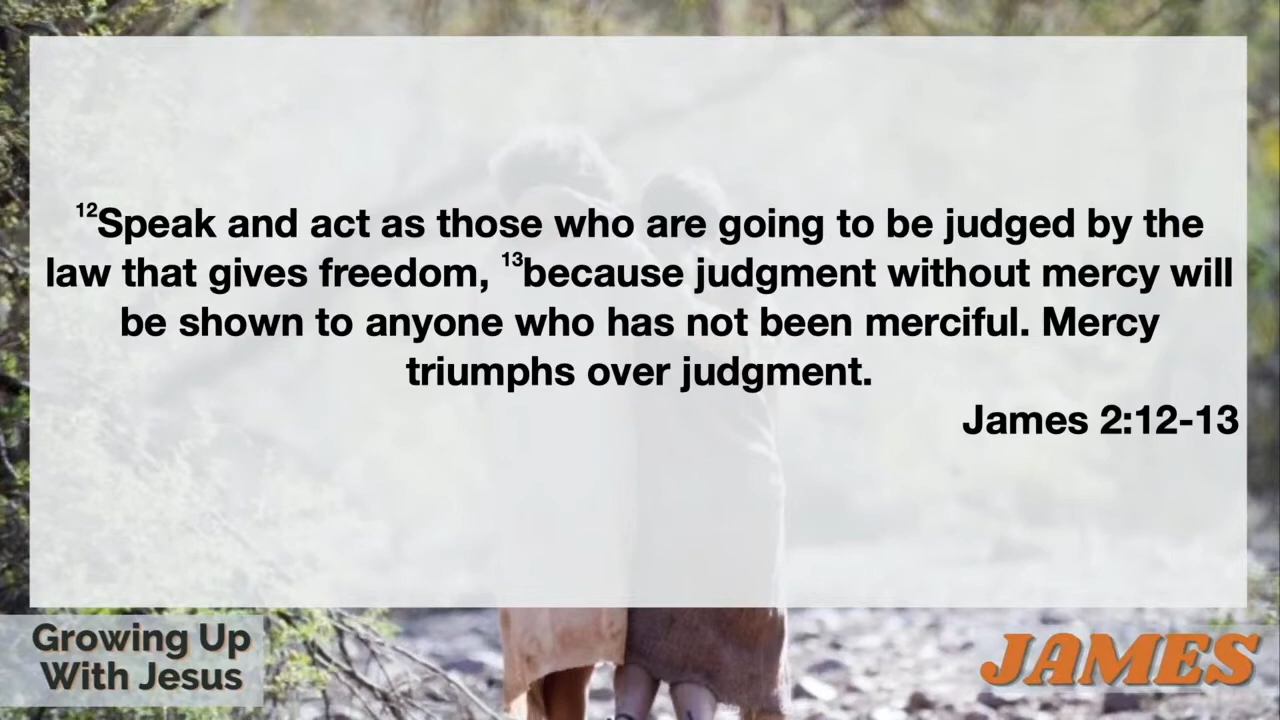 ¹²Speak and act as those who are going to be judged by the
law that gives freedom, ¹³because judgment without mercy will
be shown to anyone who has not been merciful. Mercy
triumphs over judgment.
James 2:12-13
Growing Up
With Jesus
JAMES